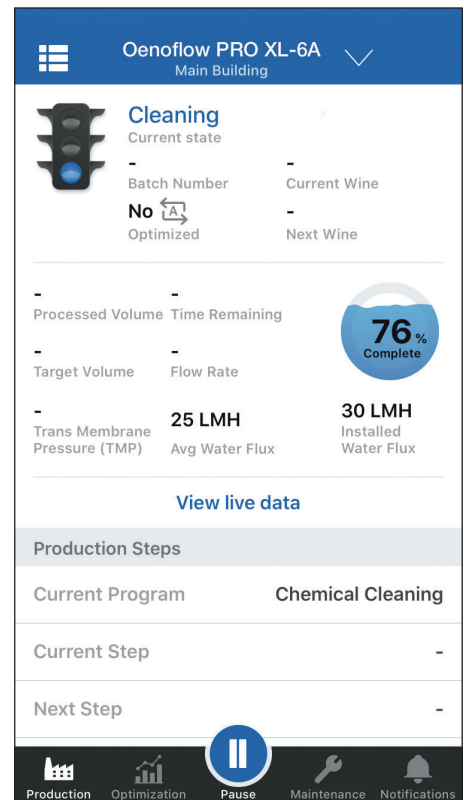 Oenoflow PRO XL-6A
Main Building
Cleaning
Current state
- -
Batch Number Current Wine
No A -
Optimized Next Wine
- -
Processed Volume Time Remaining
76%
Complete
- -
Target Volume Flow Rate
- 25 LMH 30 LMH
Trans Membrane Pressure (TMP) Avg Water Flux Installed Water Flux
View live data
Production Steps
Current Program Chemical Cleaning
Current Step -
Next Step -
Production Optimization Pause Maintenance Notifications